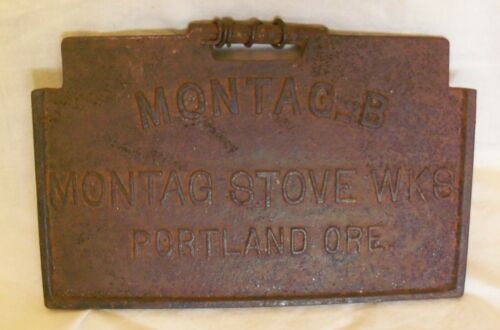 MONTAG B
MONTAG STOVE WKS
PORTLAND ORE.